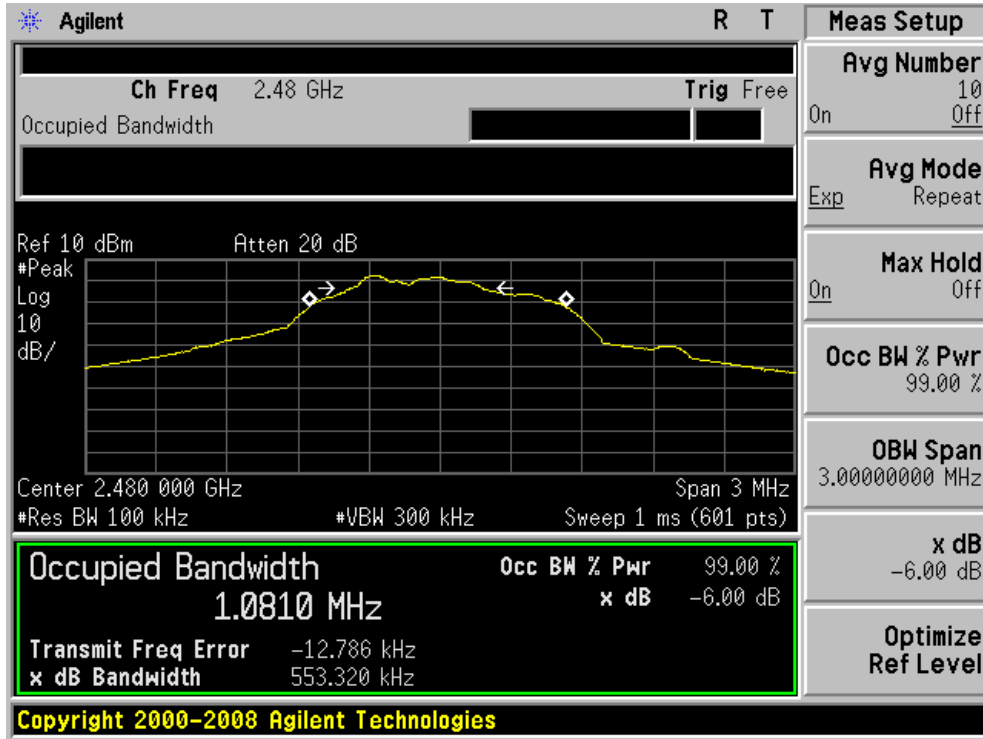 Agilent R T
Ch Freq 2.48 GHz Trig Free
Occupied Bandwidth
Ref 10 dBm Atten 20 dB
#Peak
Log
10
dB/
Center 2.480 000 GHz Span 3 MHz
#Res BW 100 kHz #VBW 300 kHz Sweep 1 ms (601 pts)
Occupied Bandwidth Occ BW % Pwr 99.00 %
1.0810 MHz x dB -6.00 dB
Transmit Freq Error -12.786 kHz
x dB Bandwidth 553.320 kHz
Copyright 2000-2008 Agilent Technologies
Meas Setup
Avg Number
10
On Off
Avg Mode
Exp Repeat
Max Hold
On Off
Occ BW % Pwr
99.00 %
OBW Span
3.00000000 MHz
x dB
-6.00 dB
Optimize
Ref Level